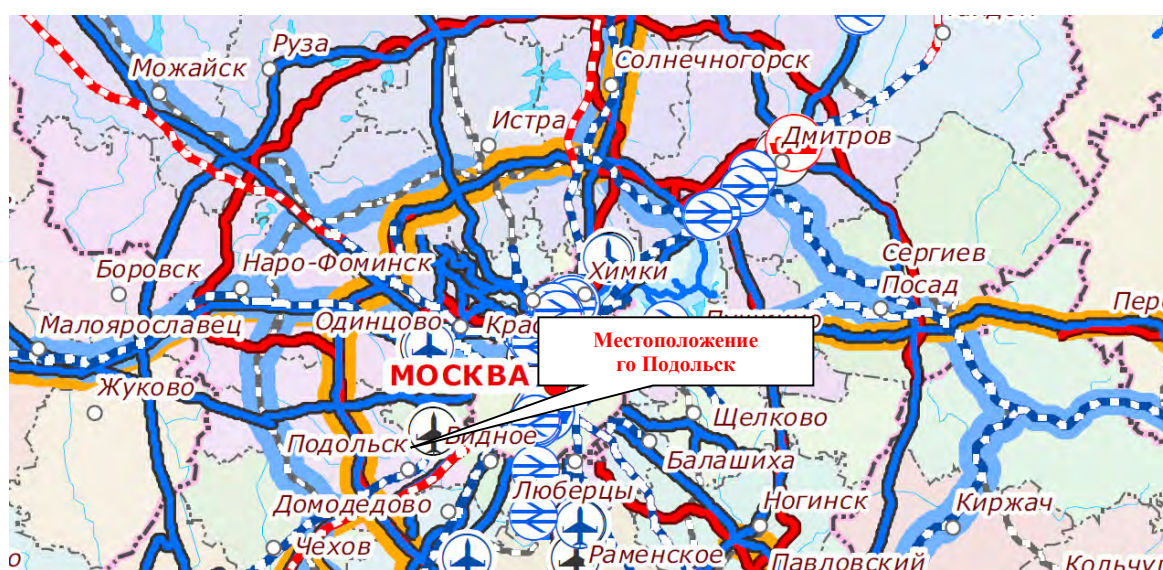 Руза
Можайск
Солнечногорск
Истра
Дмитров
Сергиев
Посад
Боровск
Наро-Фоминск
Химки
Малоярославец
Одинцово
Местоположение
го Подольск
МОСКВА
Жуково
Щелково
Подольск
Видное
Балашиха
Домодедово
Люберцы
Ногинск
Киржач
Чехов
Раменское
Павловский